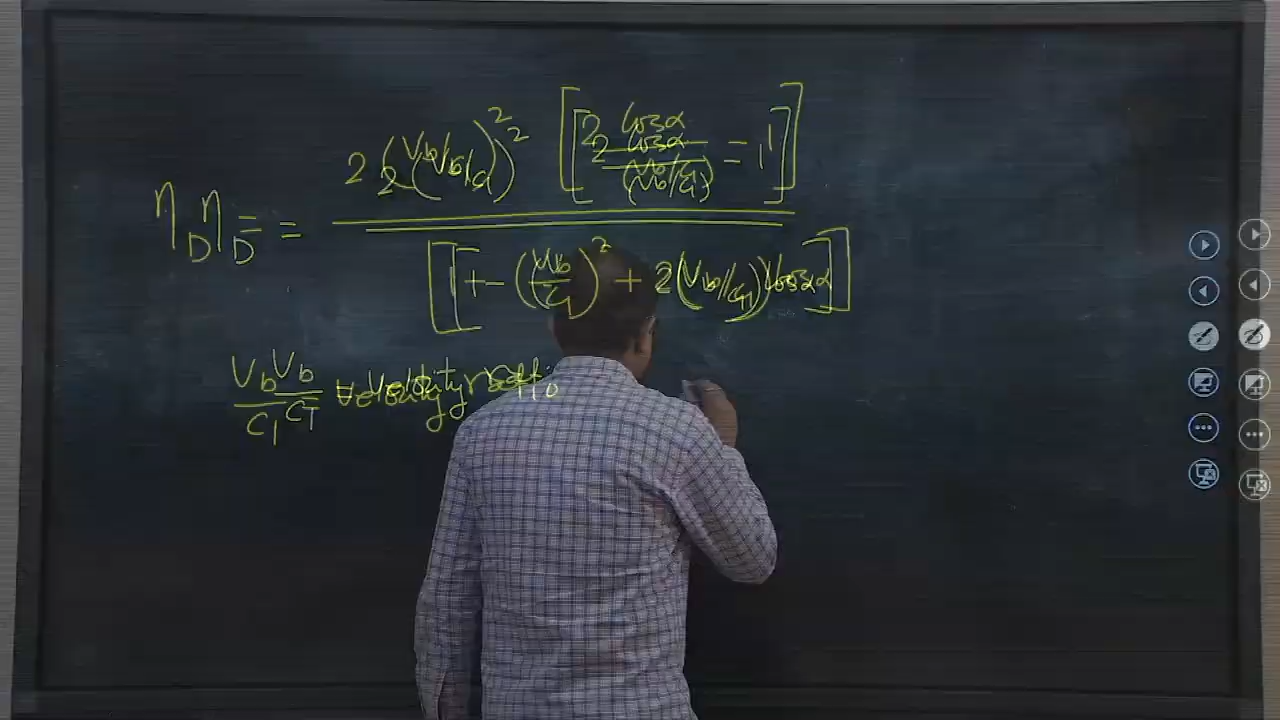 η_D = 2 (V_b/C_1)^2 [2 cos α / (V_b/C_1) - 1] / [1 - (V_b/C_1)^2 + 2 (V_b/C_1) cos α]
V_b/C_1 velocity ratio